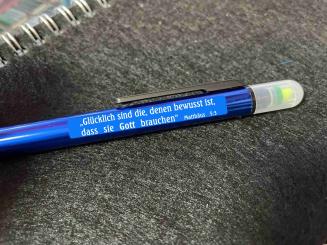 „Glücklich sind die, denen bewusst ist,
dass sie Gott brauchen“ Matthäus 5:3